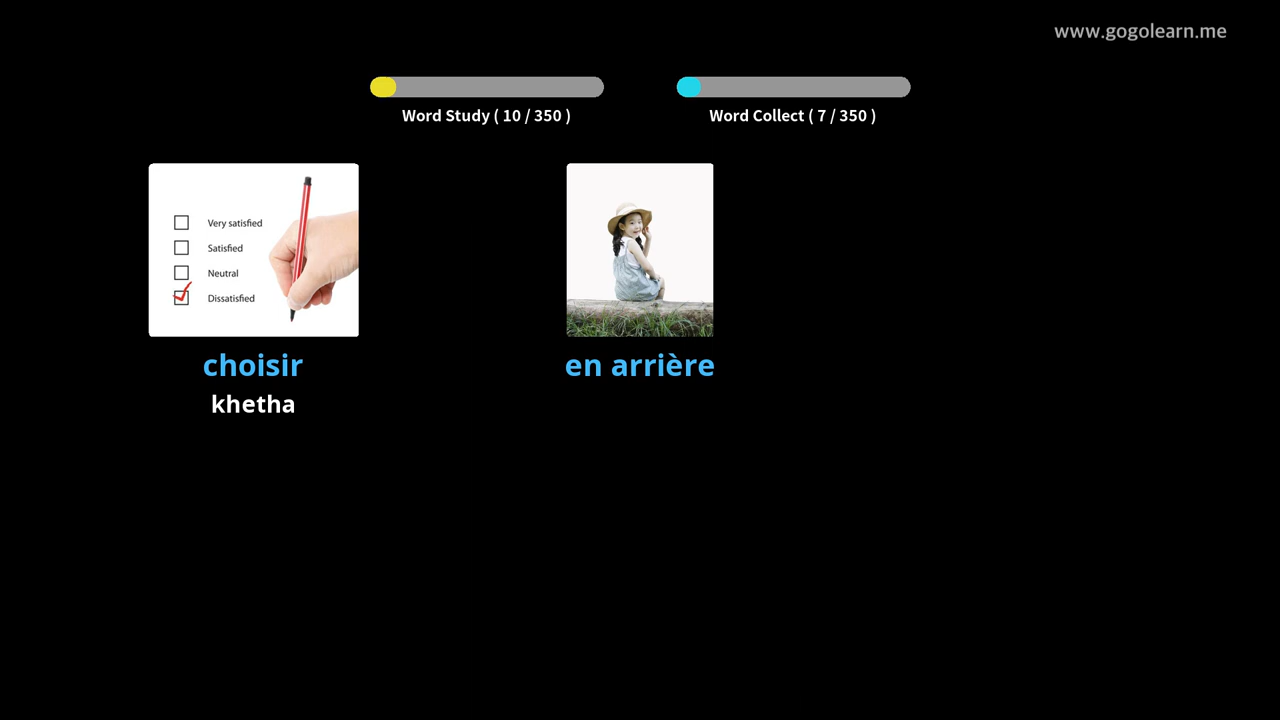 www.gogolearn.me
Word Study ( 10 / 350 )
Word Collect ( 7 / 350 )
Very satisfied
Satisfied
Neutral
Dissatisfied
choisir
khetha
en arrière